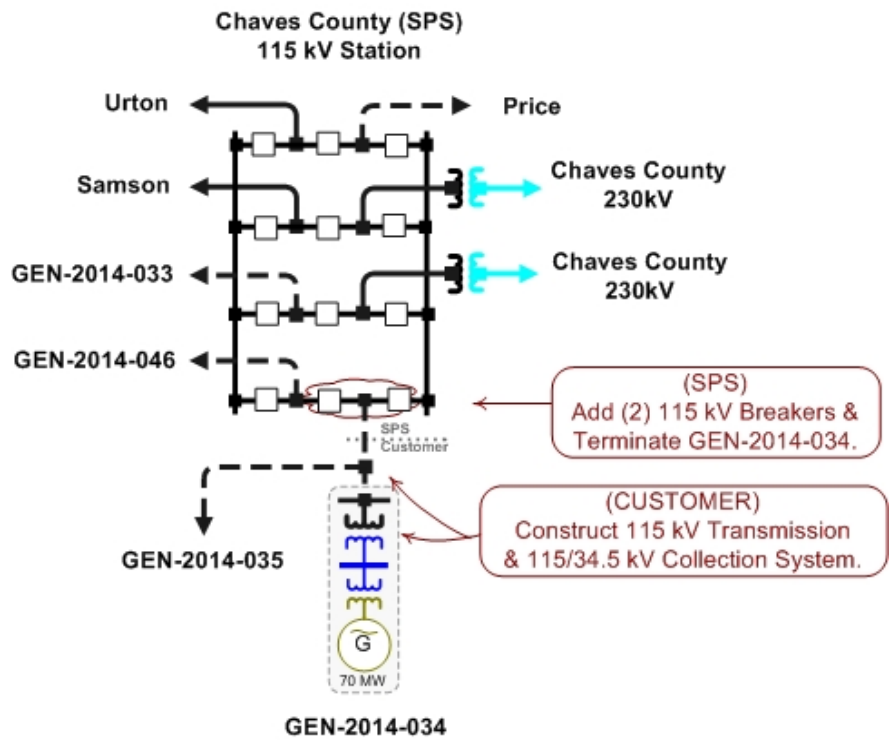 Chaves County (SPS)
115 kV Station
Urton
Price
Samson
Chaves County
230kV
GEN-2014-033
Chaves County
230kV
GEN-2014-046
(SPS)
Add (2) 115 kV Breakers &
Terminate GEN-2014-034.
SPS
Customer
(CUSTOMER)
Construct 115 kV Transmission
& 115/34.5 kV Collection System.
GEN-2014-035
G
70 MW
GEN-2014-034